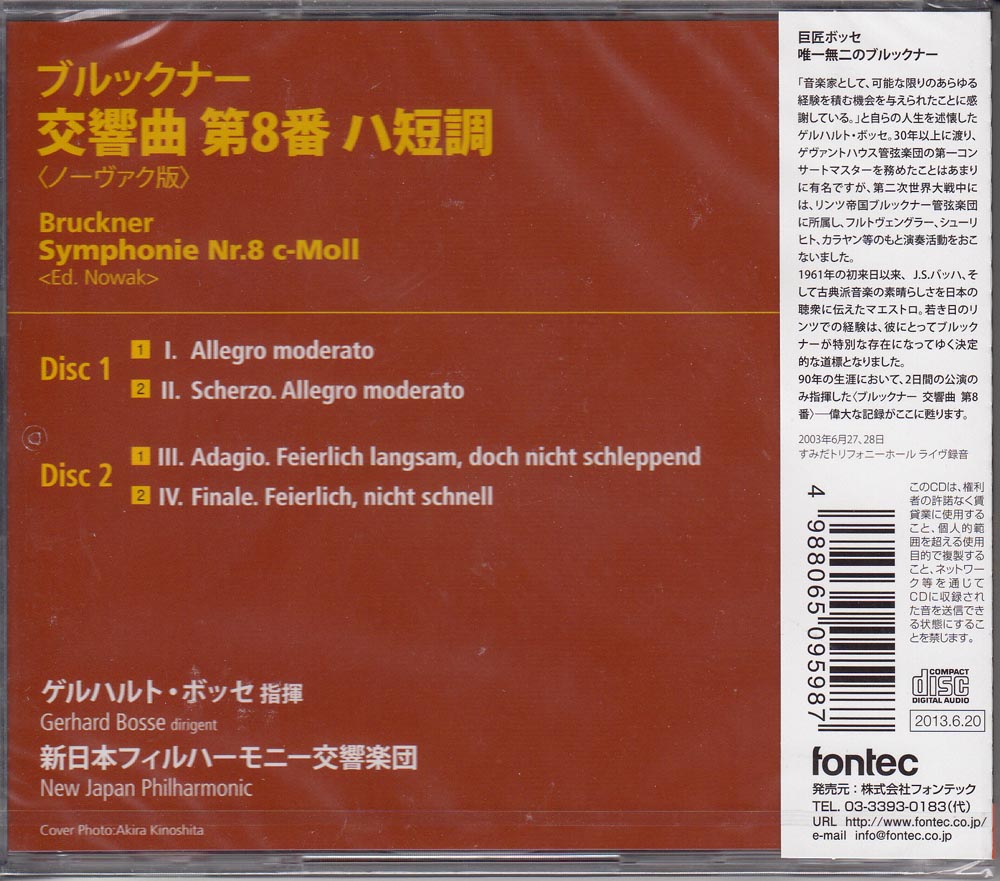 ブルックナー
交響曲 第8番 ハ短調
〈ノーヴァク版〉
Bruckner
Symphonie Nr.8 c-Moll
<Ed. Nowak>
Disc 1
1 I. Allegro moderato
2 II. Scherzo. Allegro moderato
Disc 2
1 III. Adagio. Feierlich langsam, doch nicht schleppend
2 IV. Finale. Feierlich, nicht schnell
ゲルハルト・ボッセ 指揮
Gerhard Bosse dirigent
新日本フィルハーモニー交響楽団
New Japan Philharmonic
Cover Photo:Akira Kinoshita
巨匠ボッセ
唯一無二のブルックナー
「音楽家として、可能な限りのあらゆる
経験を積む機会を与えられたことに感
謝している。」と自らの人生を述懐した
ゲルハルト・ボッセ。30年以上に渡り、
ゲヴァントハウス管弦楽団の第一コン
サートマスターを務めたことはあまり
に有名ですが、第二次世界大戦中に
は、リンツ帝国ブルックナー管弦楽団
に所属し、フルトヴェングラー、シューリ
ヒト、カラヤン等のもと演奏活動をおこ
ないました。
1961年の初来日以来、J.S.バッハ、そ
して古典派音楽の素晴らしさを日本の
聴衆に伝えたマエストロ。若き日のリ
ンツでの経験は、彼にとってブルック
ナーが特別な存在になってゆく決定
的な道標となりました。
90年の生涯において、2日間の公演の
み指揮した〈ブルックナー 交響曲 第8
番〉─偉大な記録がここに甦ります。
2003年6月27、28日
すみだトリフォニーホール ライヴ録音
4 988065 095987
このCDは、権利
者の許諾なく賃
貸業に使用する
こと、個人的範
囲を超える使用
目的で複製する
こと、ネットワー
ク等を通じて
CDに収録され
た音を送信でき
る状態にするこ
とを禁じます。
COMPACT
disc
DIGITAL AUDIO
2013.6.20
fontec
発売元：株式会社フォンテック
TEL. 03-3393-0183（代）
URL http://www.fontec.co.jp/
e-mail info@fontec.co.jp